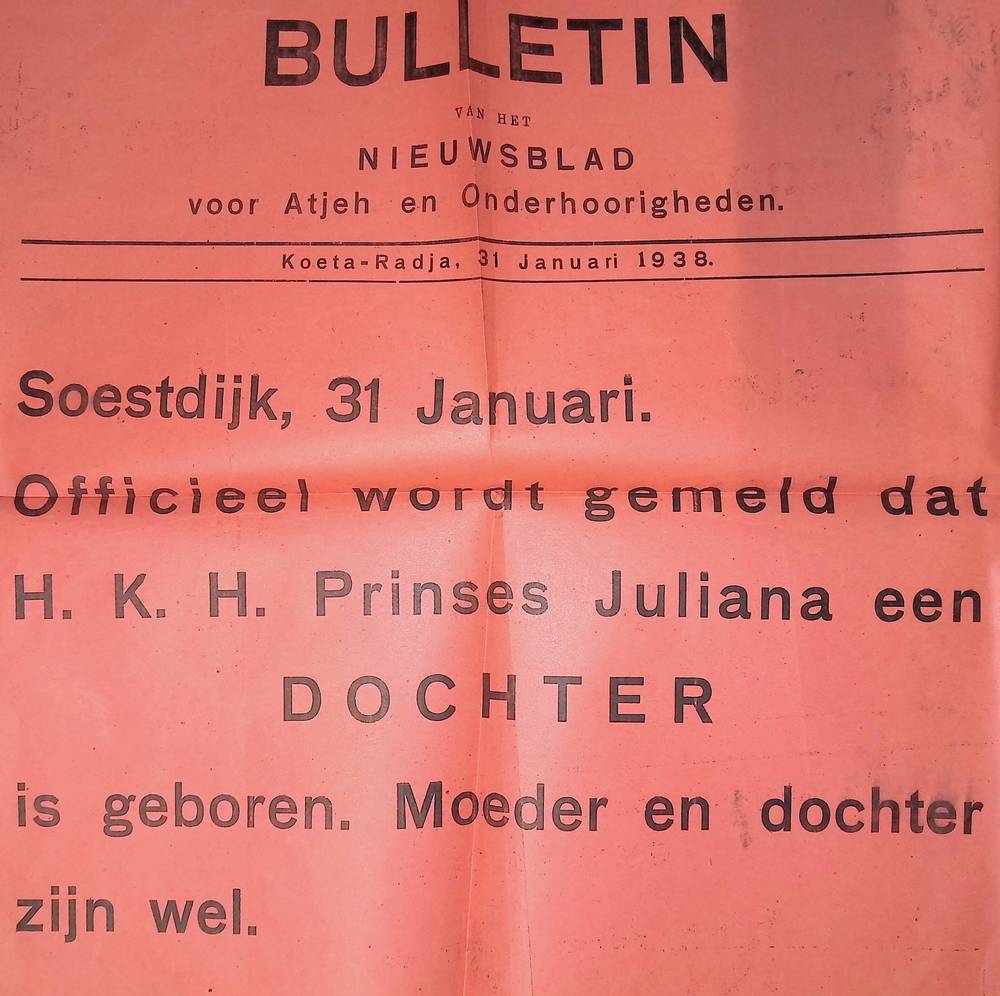 BULLETIN
VAN HET
NIEUWSBLAD
voor Atjeh en Onderhoorigheden.
Koeta-Radja, 31 Januari 1938.
Soestdijk, 31 Januari.
Officieel wordt gemeld dat
H. K. H. Prinses Juliana een
DOCHTER
is geboren. Moeder en dochter
zijn wel.